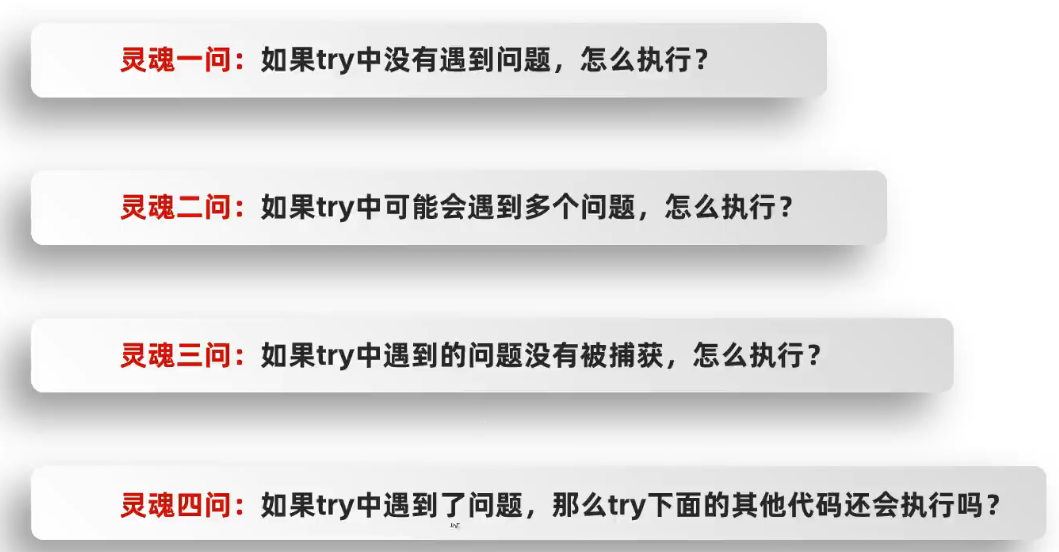 灵魂一问：如果try中没有遇到问题，怎么执行？
灵魂二问：如果try中可能会遇到多个问题，怎么执行？
灵魂三问：如果try中遇到的问题没有被捕获，怎么执行？
灵魂四问：如果try中遇到了问题，那么try下面的其他代码还会执行吗？